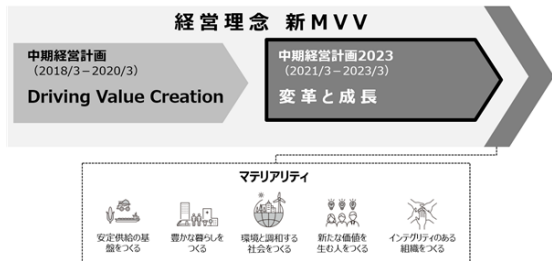 経営理念 新MVV
中期経営計画
（2018/3－2020/3）
Driving Value Creation
中期経営計画2023
（2021/3－2023/3）
変革と成長
マテリアリティ
安定供給の基
盤をつくる
豊かな暮らしを
つくる
環境と調和する
社会をつくる
新たな価値を
生む人をつくる
インテグリティのある
組織をつくる